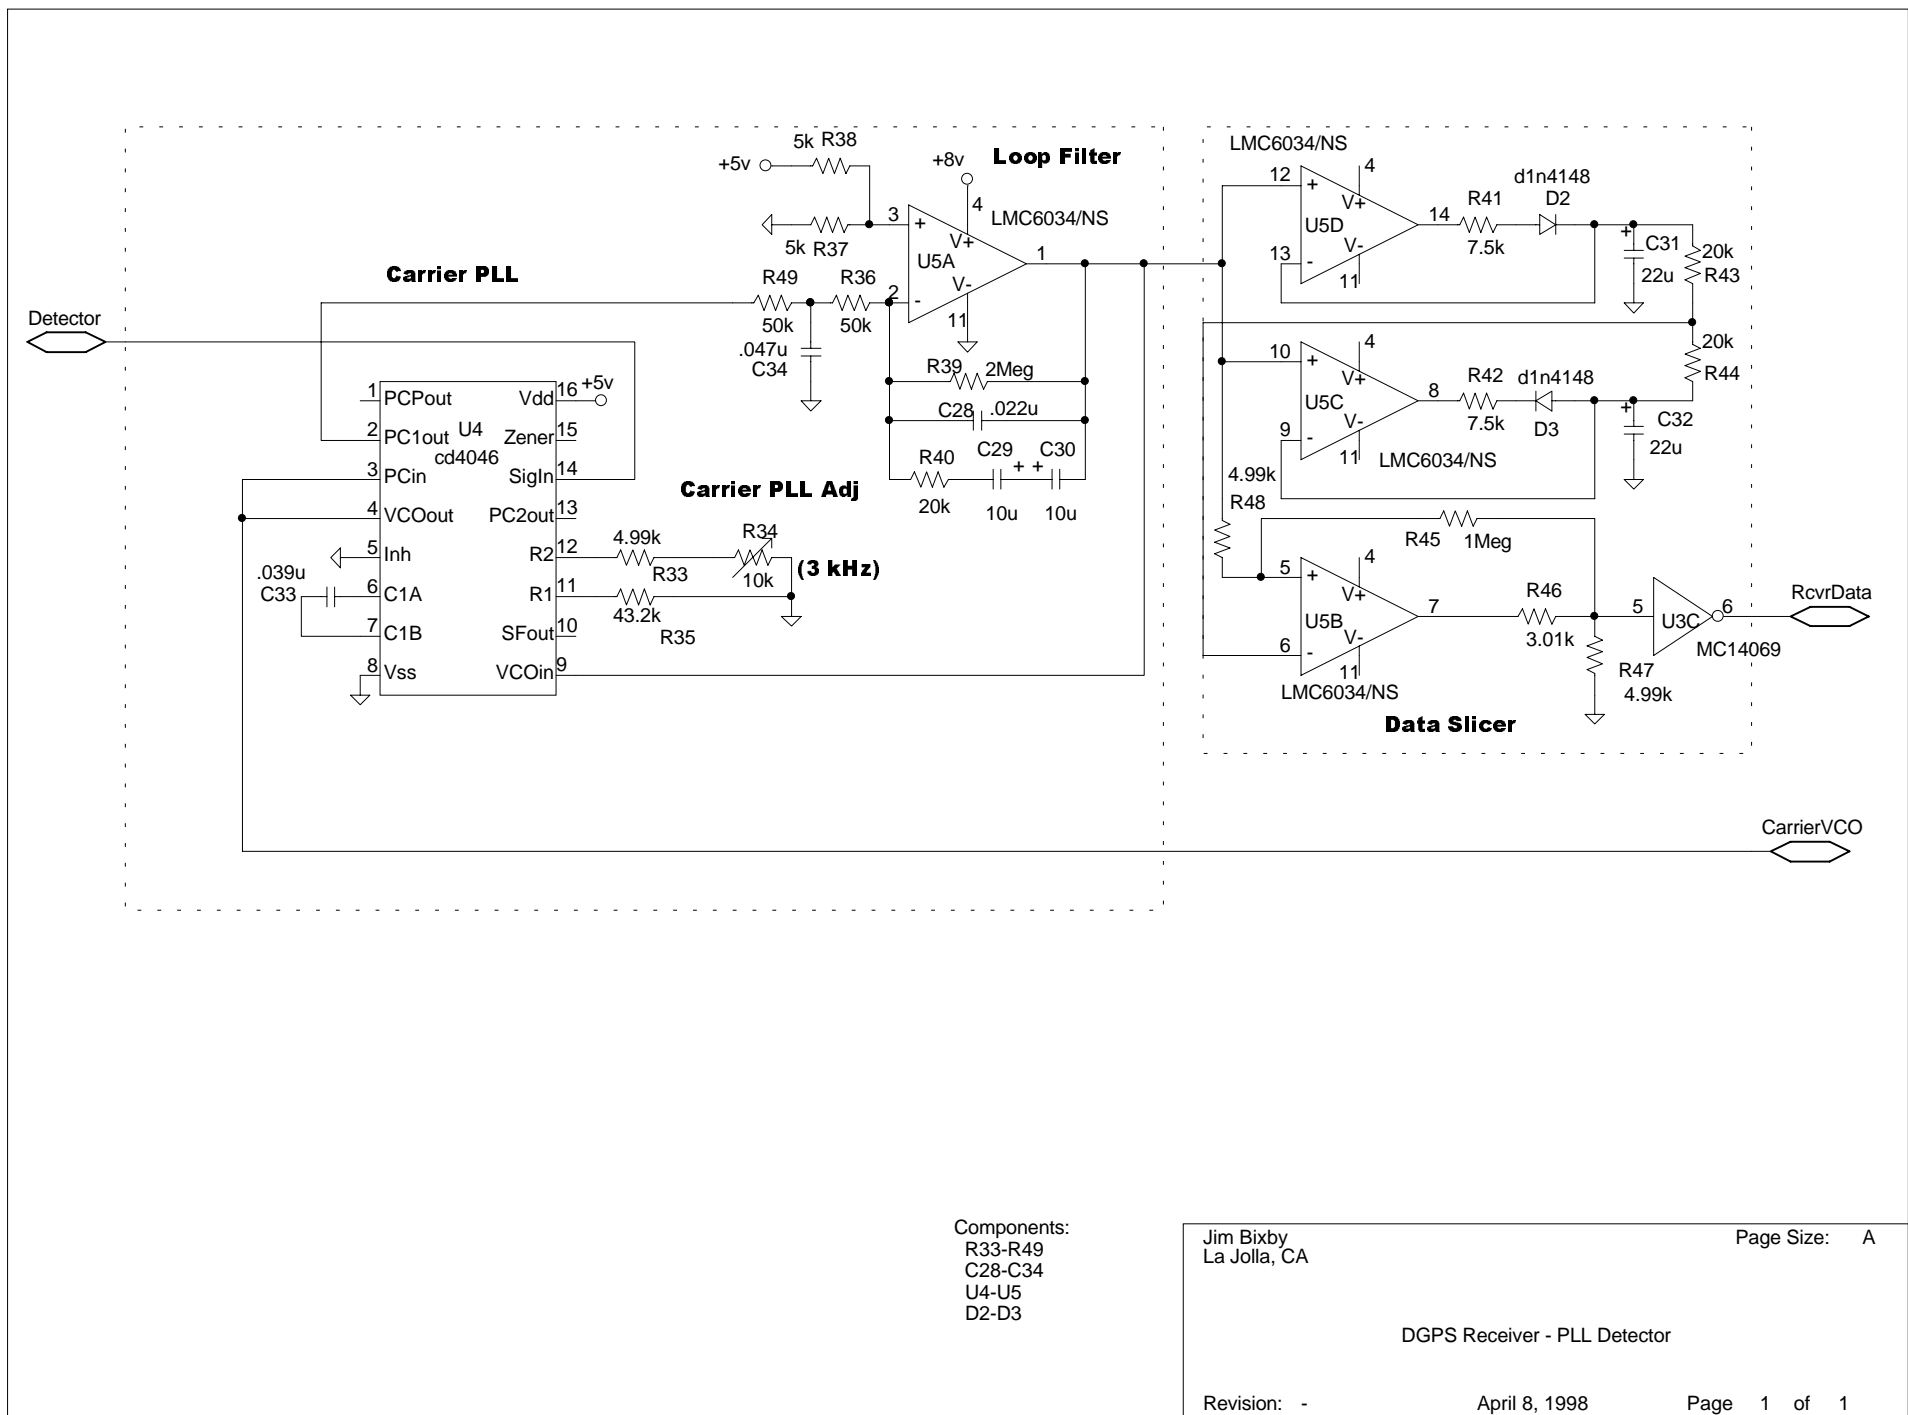 5k R38
+5v
+8v
Loop Filter
3
+
4
LMC6034/NS
V+
5k R37
U5A
1
V-
2
-
11
Carrier PLL
R49
R36
50k
50k
.047u
C34
Detector
R39
2Meg
C28
.022u
R40
C29
+ +
C30
20k
10u
10u
1
PCPout
Vdd
16
+5v
2
PC1out
U4
cd4046
Zener
15
3
PCin
SigIn
14
4
VCOout
PC2out
13
5
Inh
R2
12
6
C1A
R1
11
7
C1B
SFout
10
8
Vss
VCOin
9
.039u
C33
Carrier PLL Adj
4.99k
R33
R34
10k
(3 kHz)
43.2k
R35
LMC6034/NS
12
+
4
V+
U5D
V-
13
-
11
14
R41
7.5k
d1n4148
D2
+
C31
22u
20k
R43
10
+
4
V+
U5C
V-
9
-
11
8
R42
7.5k
d1n4148
D3
LMC6034/NS
+
C32
22u
20k
R44
4.99k
R48
R45
1Meg
5
+
4
V+
U5B
V-
6
-
11
7
LMC6034/NS
R46
3.01k
5
U3C
6
MC14069
R47
4.99k
RcvrData
Data Slicer
CarrierVCO
Components:
R33-R49
C28-C34
U4-U5
D2-D3
Jim Bixby
La Jolla, CA
Page Size: A
DGPS Receiver - PLL Detector
Revision: - April 8, 1998 Page 1 of 1